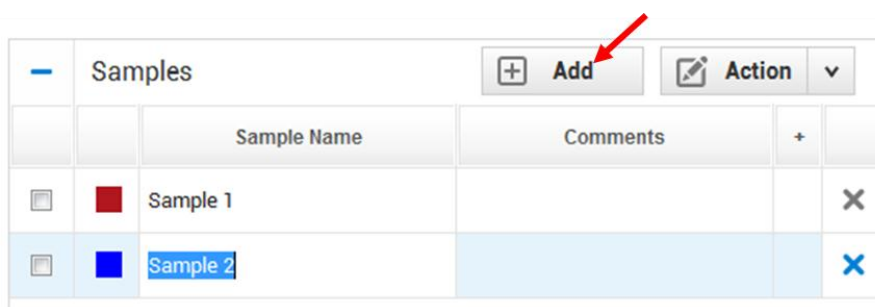 Samples Add Action
Sample Name Comments +
Sample 1
Sample 2